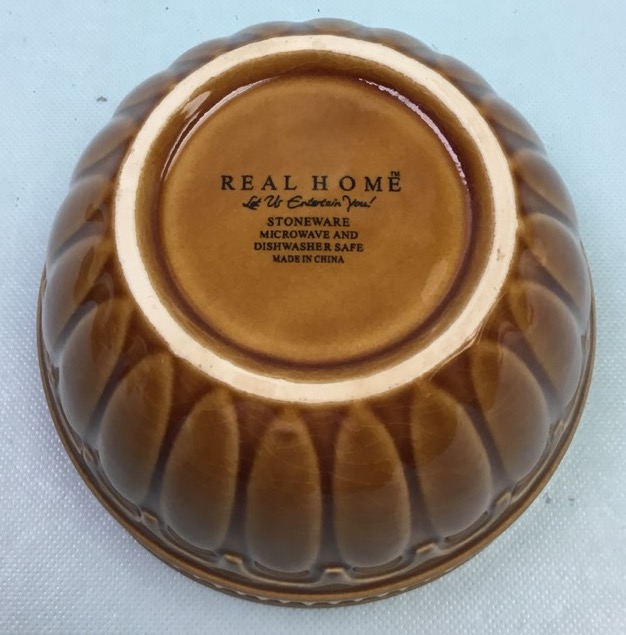 REAL HOME™
Let Us Entertain You!
STONEWARE
MICROWAVE AND
DISHWASHER SAFE
MADE IN CHINA